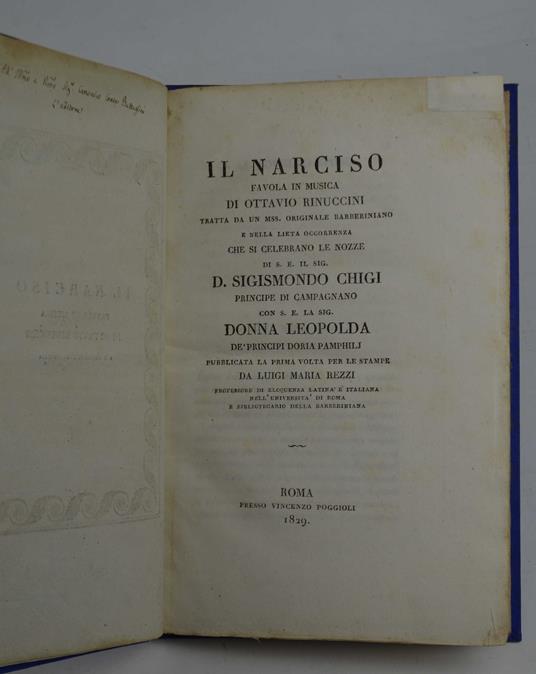 Sig. Canonico
L'editore
IL NARCISO
FAVOLA IN MUSICA
DI OTTAVIO RINUCCINI
TRATTA DA UN MSS. ORIGINALE BARBERINIANO
E NELLA LIETA OCCORRENZA
CHE SI CELEBRANO LE NOZZE
DI S. E. IL SIG.
D. SIGISMONDO CHIGI
PRINCIPE DI CAMPAGNANO
CON S. E. LA SIG.
DONNA LEOPOLDA
DE' PRINCIPI DORIA PAMPHILJ
PUBBLICATA LA PRIMA VOLTA PER LE STAMPE
DA LUIGI MARIA REZZI
PROFESSORE DI ELOQUENZA LATINA E ITALIANA
NELL'UNIVERSITA' DI ROMA
E BIBLIOTECARIO DELLA BARBERINIANA
ROMA
PRESSO VINCENZO POGGIOLI
1829.